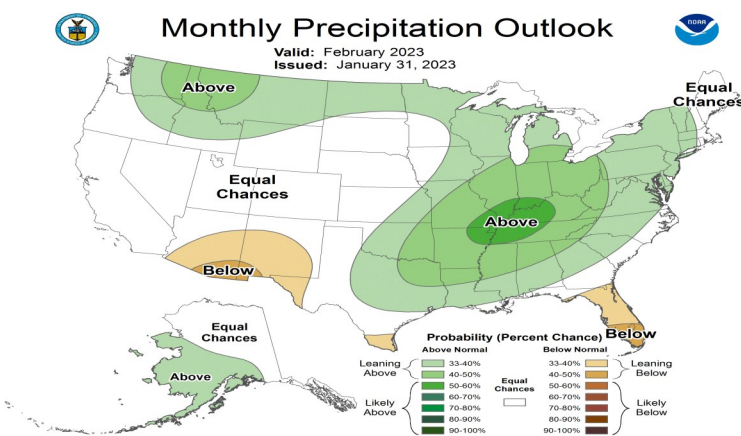 Monthly Precipitation Outlook
NOAA
Valid: February 2023
Issued: January 31, 2023
Above
Equal
Chances
Equal
Chances
Above
Below
Equal
Chances
Above
Below
Probability (Percent Chance)
Above Normal
Below Normal
Leaning
Above
33-40%
40-50%
Likely
Above
50-60%
60-70%
70-80%
80-90%
90-100%
Equal
Chances
33-40%
40-50%
Leaning
Below
50-60%
60-70%
70-80%
80-90%
90-100%
Likely
Below